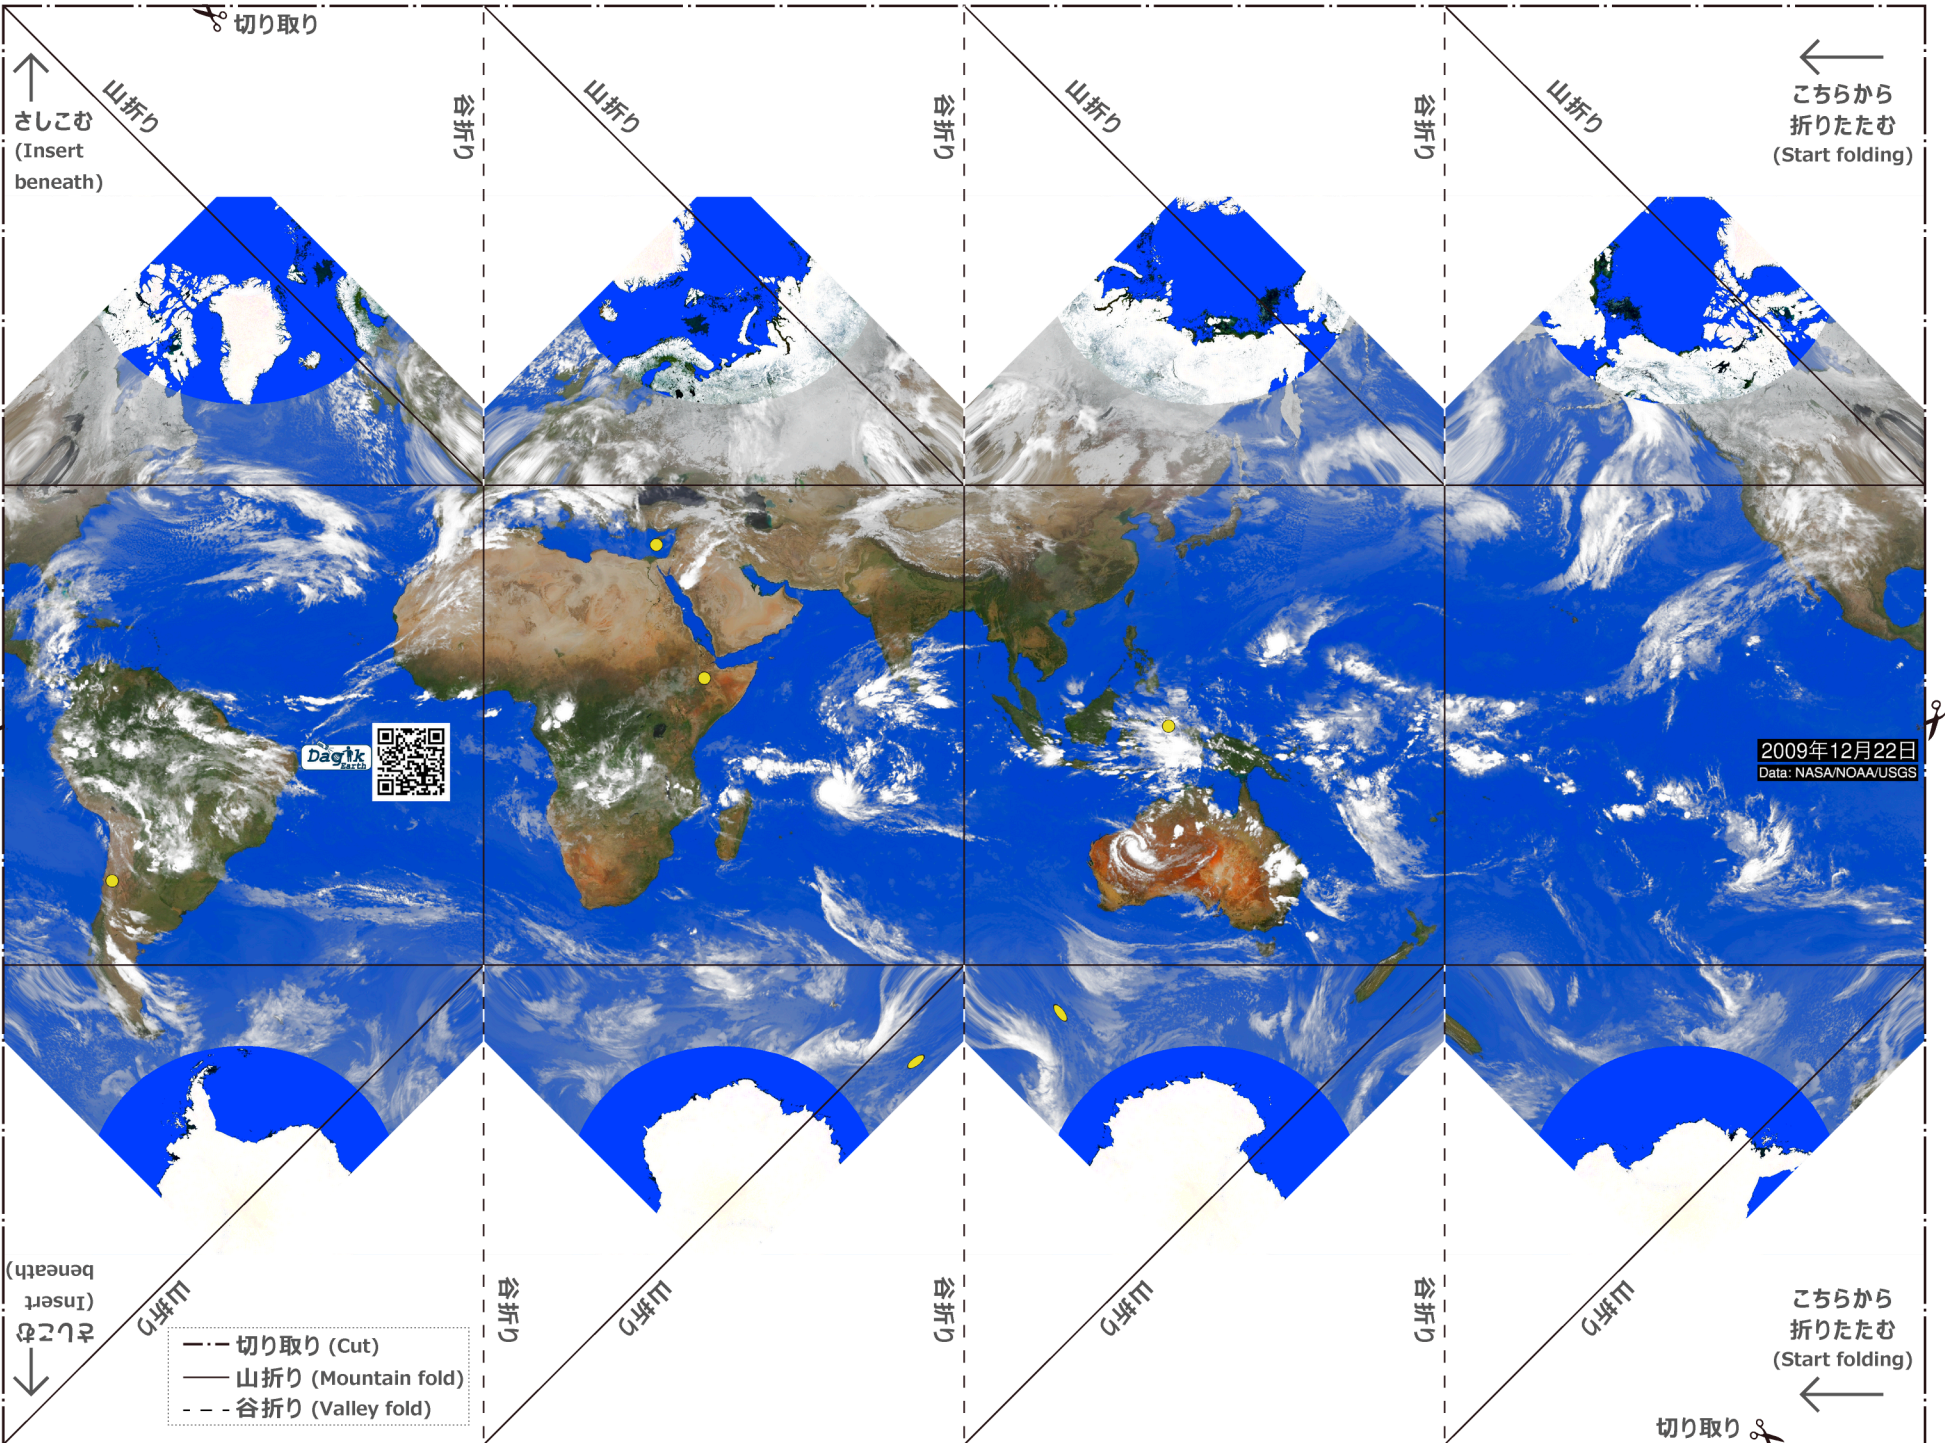 切り取り
山折り
谷折り
山折り
谷折り
山折り
谷折り
山折り
さしこむ
(Insert
beneath)
こちらから
折りたたむ
(Start folding)
Dagik
Earth
2009年12月22日
Data: NASA/NOAA/USGS
さしこむ
(Insert
beneath)
山折り
谷折り
山折り
谷折り
山折り
谷折り
山折り
こちらから
折りたたむ
(Start folding)
切り取り (Cut)
山折り (Mountain fold)
谷折り (Valley fold)
切り取り